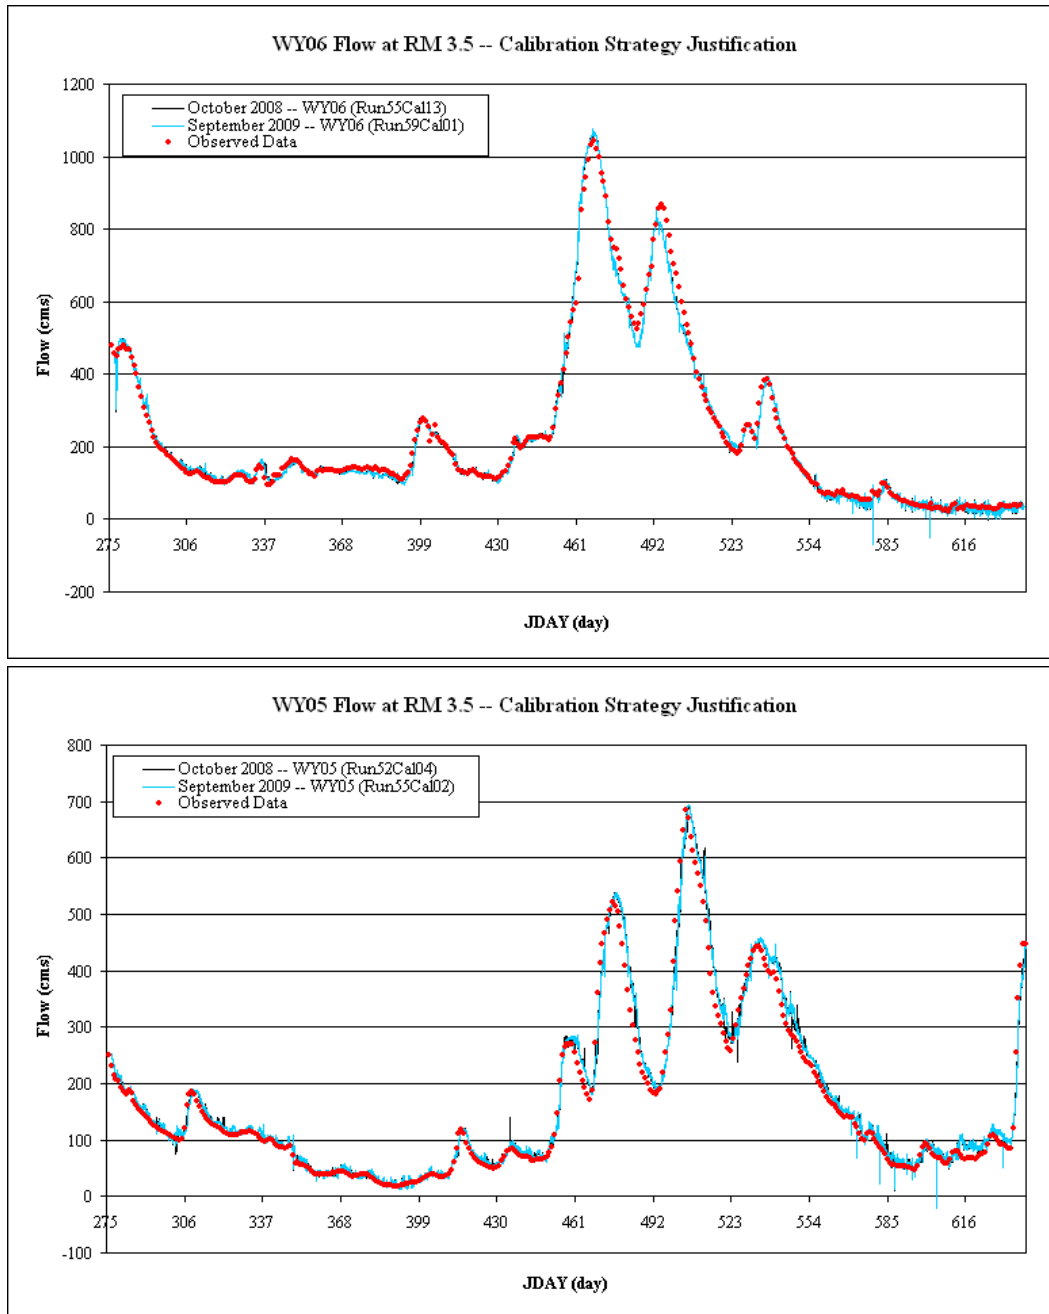 WY06 Flow at RM 3.5 -- Calibration Strategy Justification
1200
October 2008 -- WY06 (Run55Cal13)
September 2009 -- WY06 (Run59Cal01)
Observed Data
1000
800
600
400
200
0
-200
Flow (cms)
275 306 337 368 399 430 461 492 523 554 585 616
JDAY (day)
WY05 Flow at RM 3.5 -- Calibration Strategy Justification
800
October 2008 -- WY05 (Run52Cal04)
September 2009 -- WY05 (Run55Cal02)
Observed Data
700
600
500
400
300
200
100
0
-100
Flow (cms)
275 306 337 368 399 430 461 492 523 554 585 616
JDAY (day)